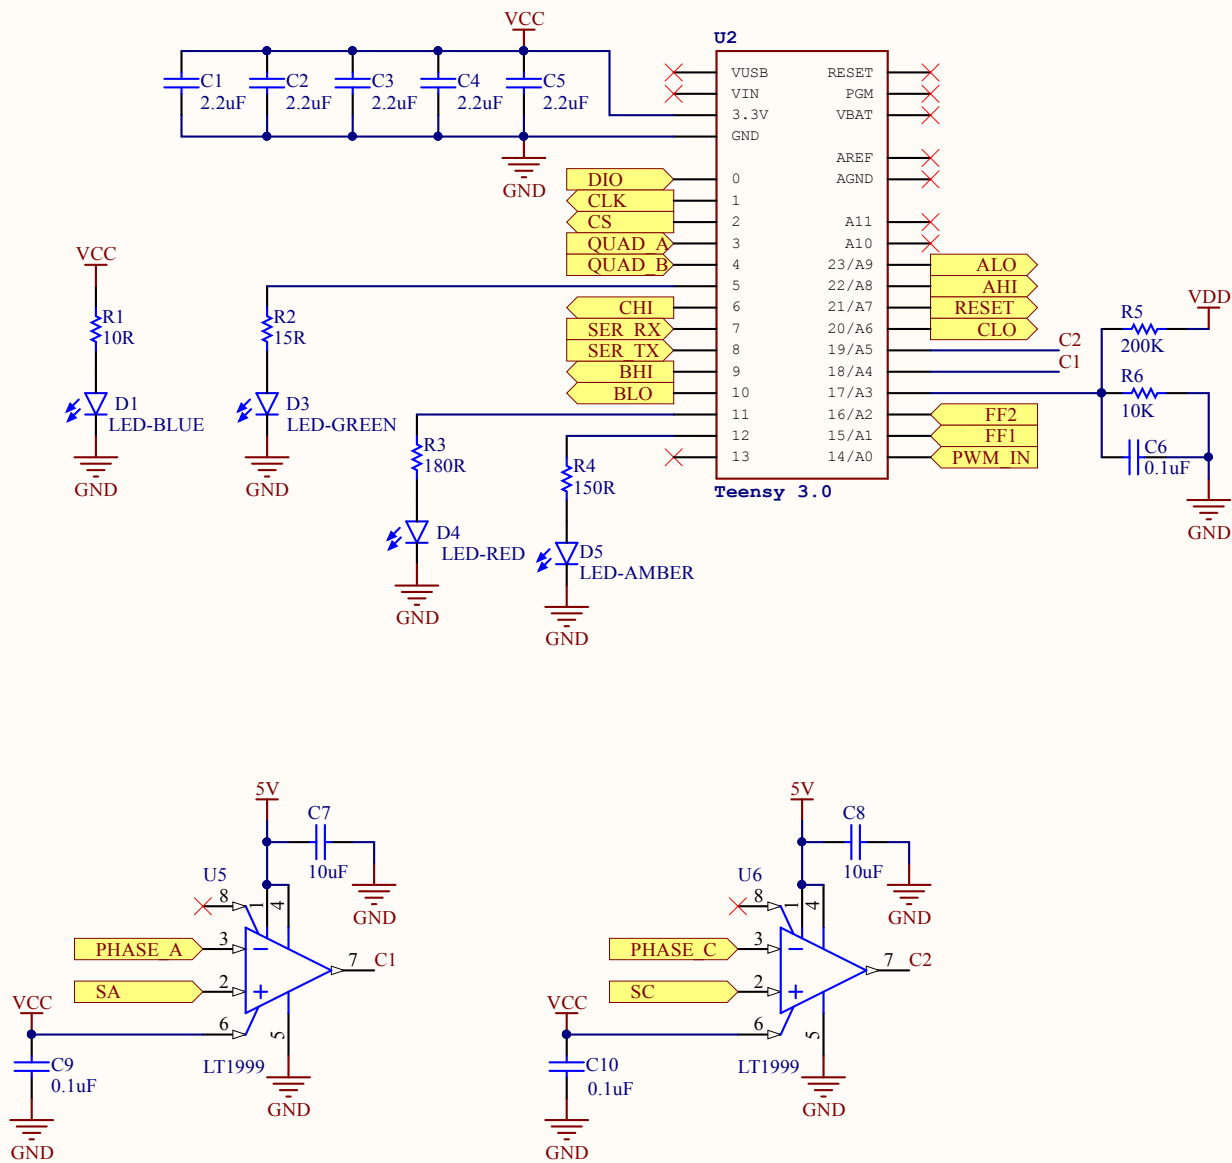 VCC
C1
2.2uF
C2
2.2uF
C3
2.2uF
C4
2.2uF
C5
2.2uF
GND
U2
VUSB
VIN
3.3V
GND
0
1
2
3
4
5
6
7
8
9
10
11
12
13
RESET
PGM
VBAT
AREF
AGND
A11
A10
23/A9
22/A8
21/A7
20/A6
19/A5
18/A4
17/A3
16/A2
15/A1
14/A0
Teensy 3.0
DIO
CLK
CS
QUAD_A
QUAD_B
CHI
SER_RX
SER_TX
BHI
BLO
ALO
AHI
RESET
CLO
C2
C1
FF2
FF1
PWM_IN
VDD
R5
200K
R6
10K
C6
0.1uF
GND
VCC
R1
10R
D1
LED-BLUE
GND
R2
15R
D3
LED-GREEN
GND
R3
180R
D4
LED-RED
GND
R4
150R
D5
LED-AMBER
GND
5V
C7
10uF
GND
U5
8
1
4
PHASE_A
3
SA
2
7
C1
VCC
6
5
LT1999
C9
0.1uF
GND
GND
5V
C8
10uF
GND
U6
8
1
4
PHASE_C
3
SC
2
7
C2
VCC
6
5
LT1999
C10
0.1uF
GND
GND